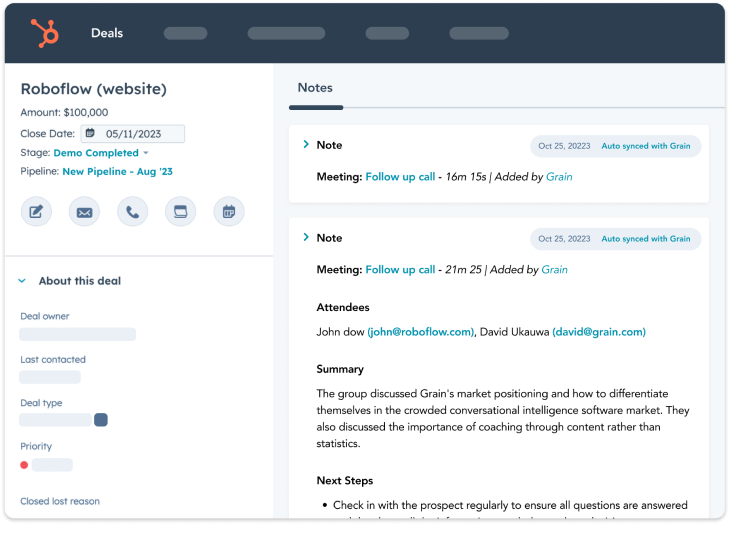 Deals
Roboflow (website)
Amount: $100,000
Close Date: 05/11/2023
Stage: Demo Completed
Pipeline: New Pipeline - Aug '23
About this deal
Deal owner
Last contacted
Deal type
Priority
Closed lost reason
Notes
Note
Oct 25, 20223 Auto synced with Grain
Meeting: Follow up call - 16m 15s | Added by Grain
Note
Oct 25, 20223 Auto synced with Grain
Meeting: Follow up call - 21m 25 | Added by Grain
Attendees
John dow (john@roboflow.com), David Ukauwa (david@grain.com)
Summary
The group discussed Grain's market positioning and how to differentiate
themselves in the crowded conversational intelligence software market. They
also discussed the importance of coaching through content rather than
statistics.
Next Steps
• Check in with the prospect regularly to ensure all questions are answered